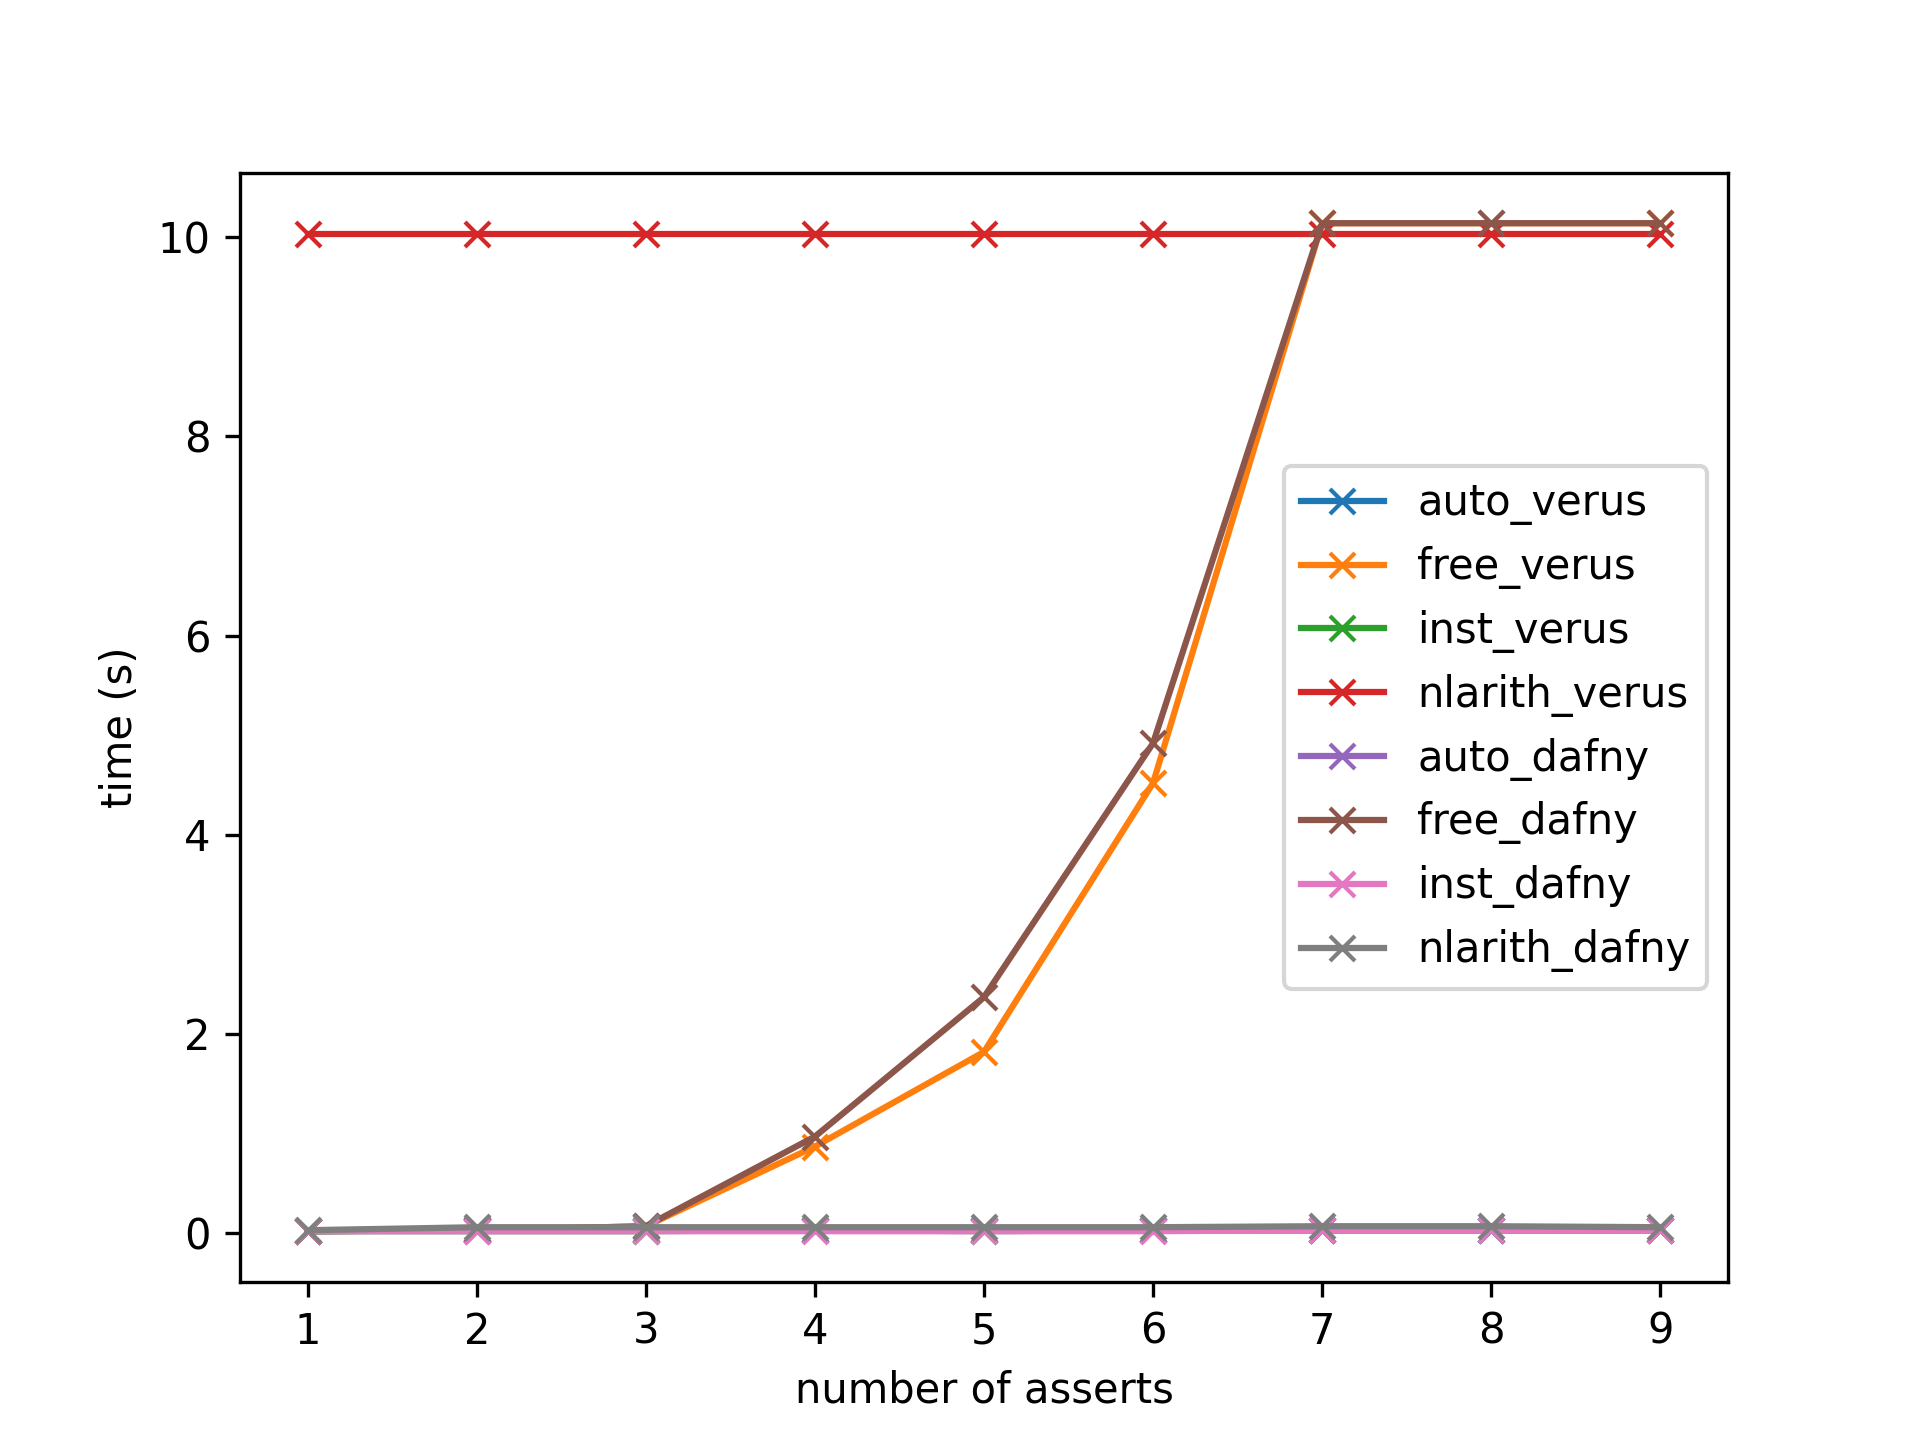 10
8
6
4
2
0
time (s)
auto_verus
free_verus
inst_verus
nlarith_verus
auto_dafny
free_dafny
inst_dafny
nlarith_dafny
1 2 3 4 5 6 7 8 9
number of asserts